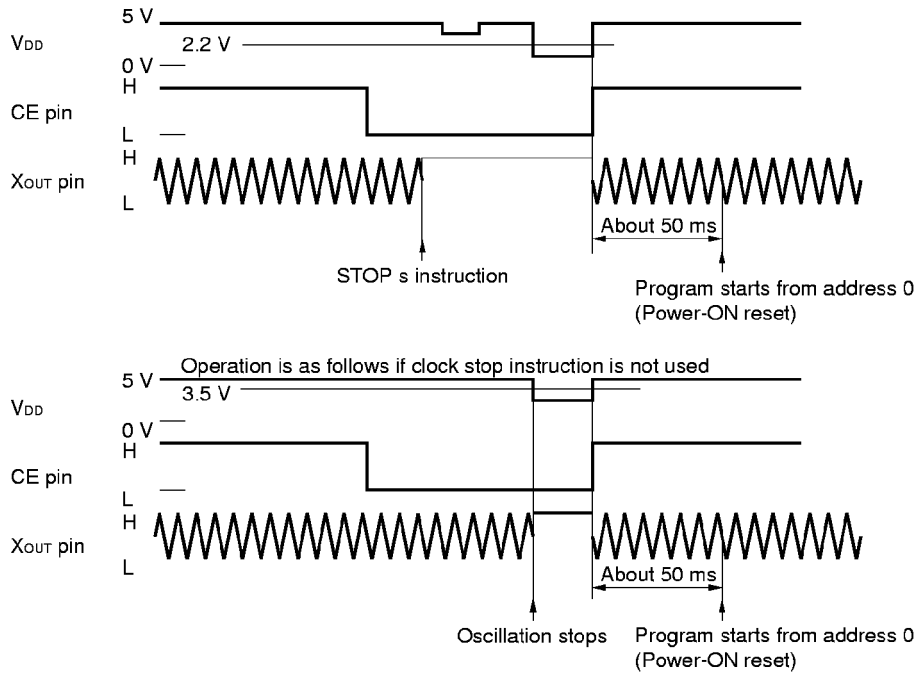 5 V
VDD
2.2 V
0 V
H
CE pin
L
H
XOUT pin
L
About 50 ms
STOP s instruction
Program starts from address 0
(Power-ON reset)
Operation is as follows if clock stop instruction is not used
5 V
3.5 V
VDD
0 V
H
CE pin
L
H
XOUT pin
L
About 50 ms
Oscillation stops
Program starts from address 0
(Power-ON reset)